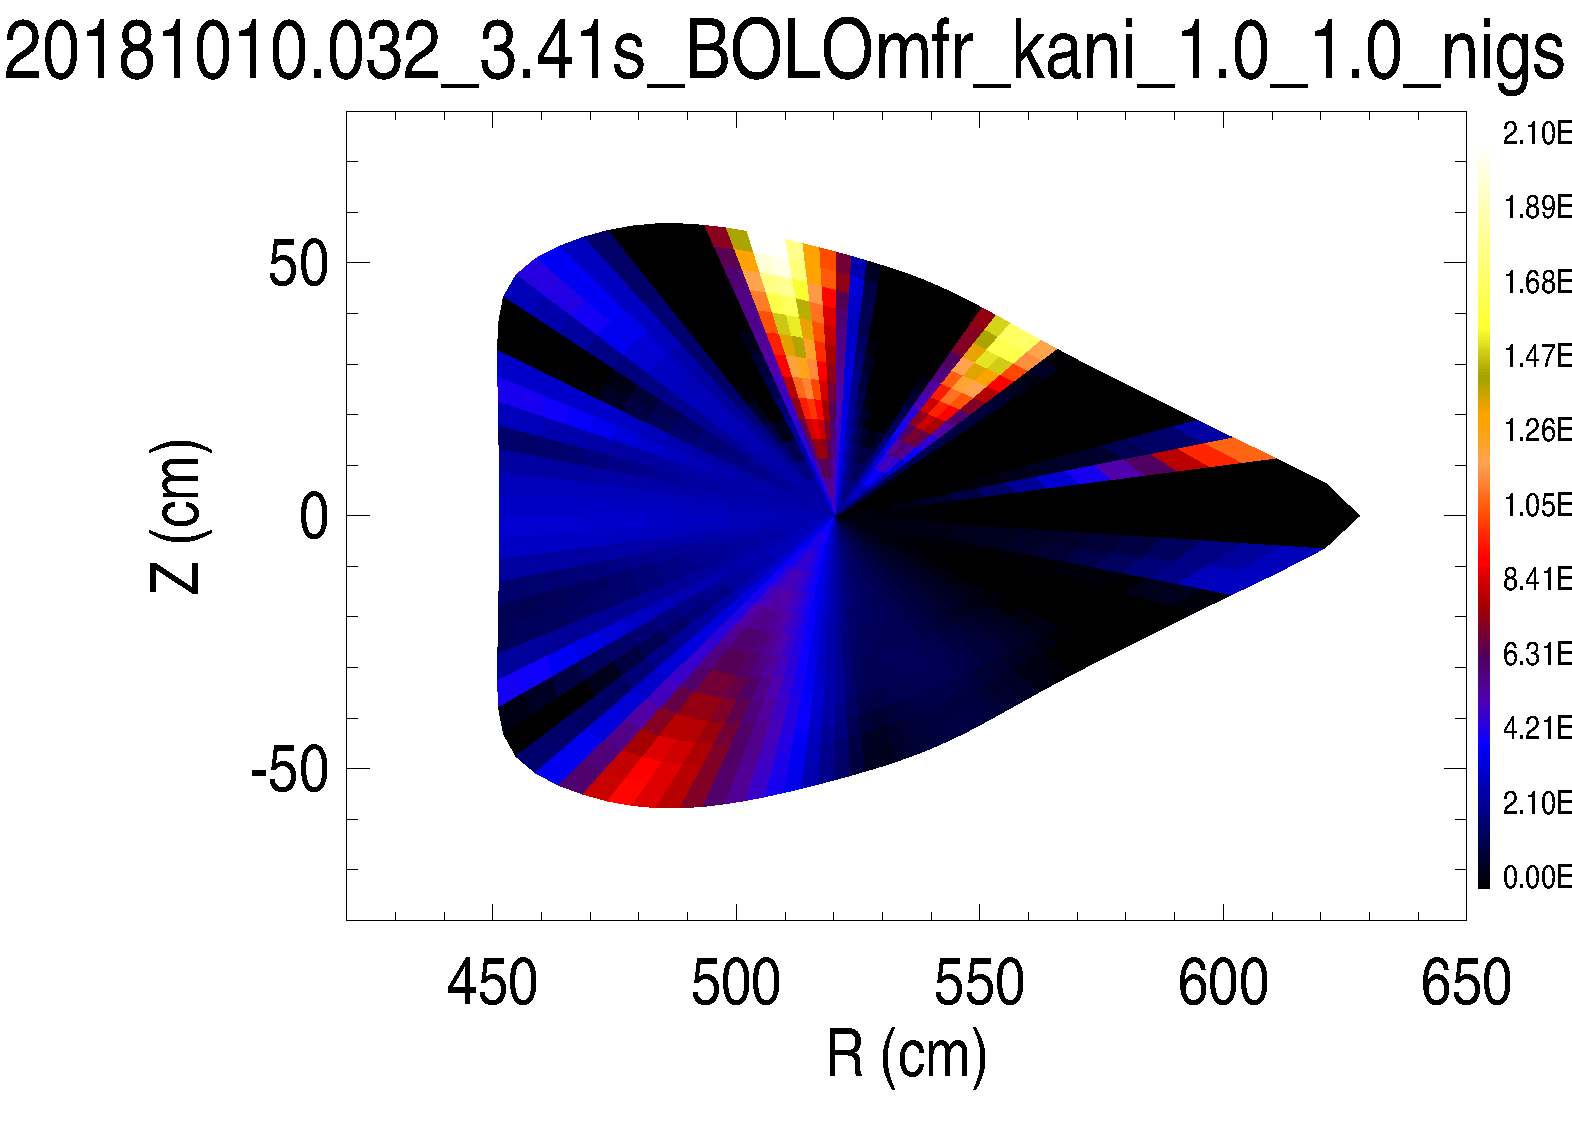 20181010.032_3.41s_BOLOmfr_kani_1.0_1.0_nigs
2.10E
1.89E
1.68E
1.47E
1.26E
1.05E
8.41E
6.31E
4.21E
2.10E
0.00E
50
0
-50
Z (cm)
450 500 550 600 650
R (cm)